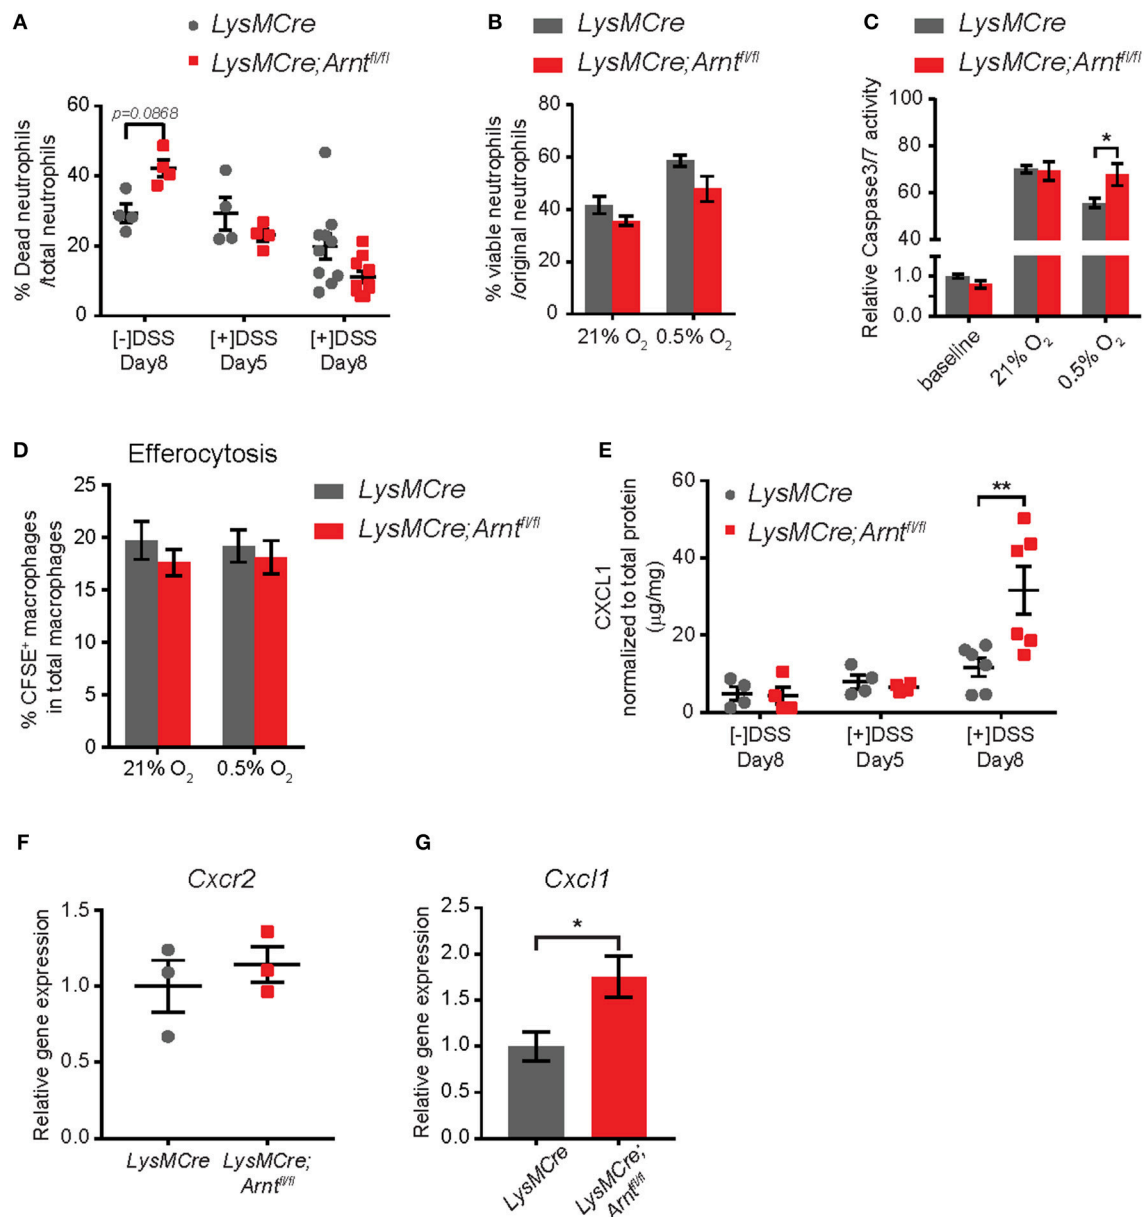 A
LysMCre
LysMCre;Arntfl/fl
% Dead neutrophils
/total neutrophils
60
40
20
0
p=0.0868
[-]DSS
Day8
[+]DSS
Day5
[+]DSS
Day8
B
LysMCre
LysMCre;Arntfl/fl
% viable neutrophils
/original neutrophils
80
60
40
20
0
21% O2
0.5% O2
C
LysMCre
LysMCre;Arntfl/fl
Relative Caspase3/7 activity
100
80
60
40
1.0
*
baseline
21% O2
0.5% O2
D
Efferocytosis
LysMCre
LysMCre;Arntfl/fl
% CFSE+ macrophages
in total macrophages
25
20
15
10
5
0
21% O2
0.5% O2
E
LysMCre
LysMCre;Arntfl/fl
CXCL1
normalized to total protein
(µg/mg)
60
40
20
0
**
[-]DSS
Day8
[+]DSS
Day5
[+]DSS
Day8
F
Cxcr2
Relative gene expression
1.5
1.0
0.5
0.0
LysMCre
LysMCre;
Arntfl/fl
G
Cxcl1
Relative gene expression
2.5
2.0
1.5
1.0
0.5
0.0
*
LysMCre
LysMCre;
Arntfl/fl